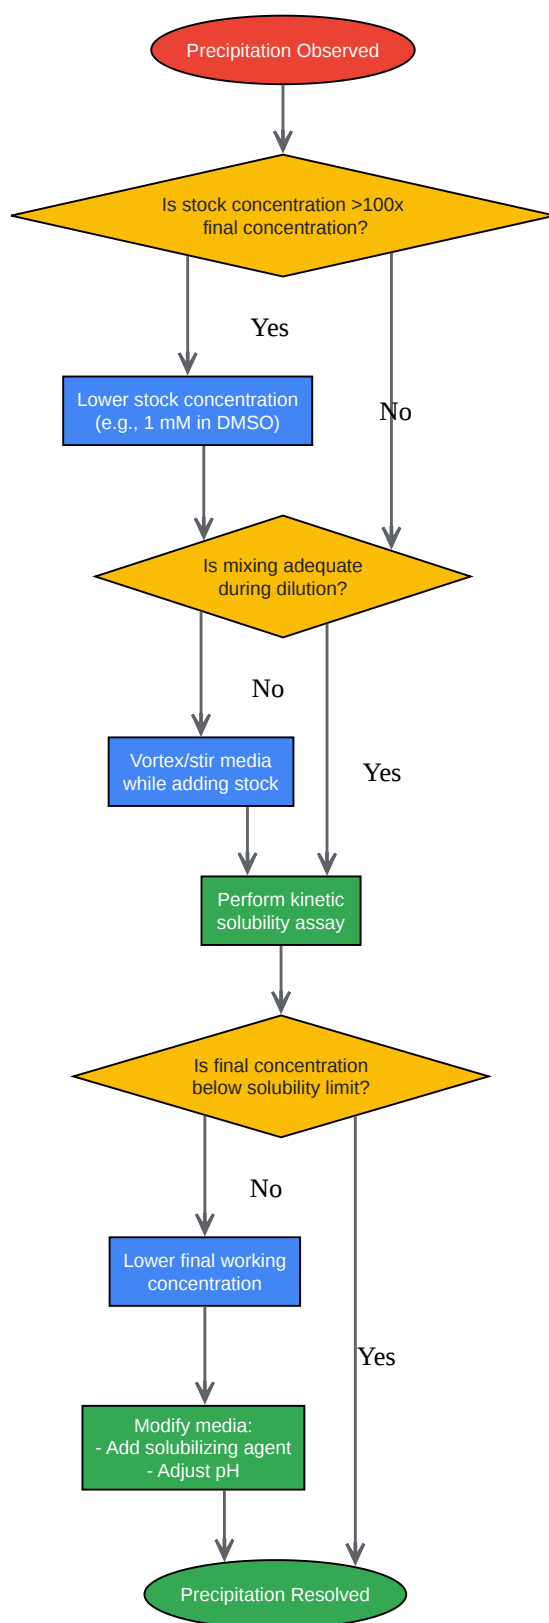 Precipitation Observed
Is stock concentration >100x
final concentration?
Yes
Lower stock concentration
(e.g., 1 mM in DMSO)
No
Is mixing adequate
during dilution?
No
Vortex/stir media
while adding stock
Yes
Perform kinetic
solubility assay
Is final concentration
below solubility limit?
No
Lower final working
concentration
Yes
Modify media:
- Add solubilizing agent
- Adjust pH
Precipitation Resolved